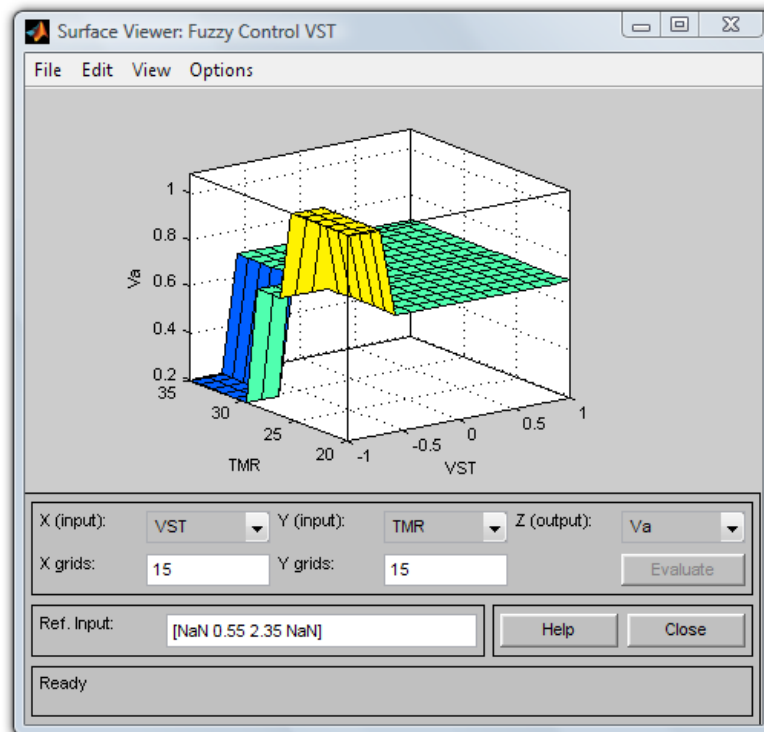 Surface Viewer: Fuzzy Control VST
File Edit View Options
1
0.8
0.6
0.4
0.2
Va
35
30
25
20
TMR
-1
-0.5
0
0.5
1
VST
X (input): VST Y (input): TMR Z (output): Va
X grids: 15 Y grids: 15 Evaluate
Ref. Input: [NaN 0.55 2.35 NaN] Help Close
Ready